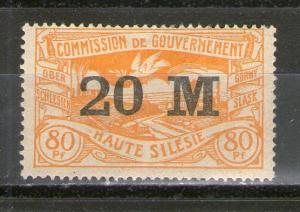 COMMISSION DE GOUVERNEMENT
OBER
SCHLESIEN
GÓRNY
ŚLĄSK
20 M
80 80
Pf Pf
HAUTE SILÉSIE